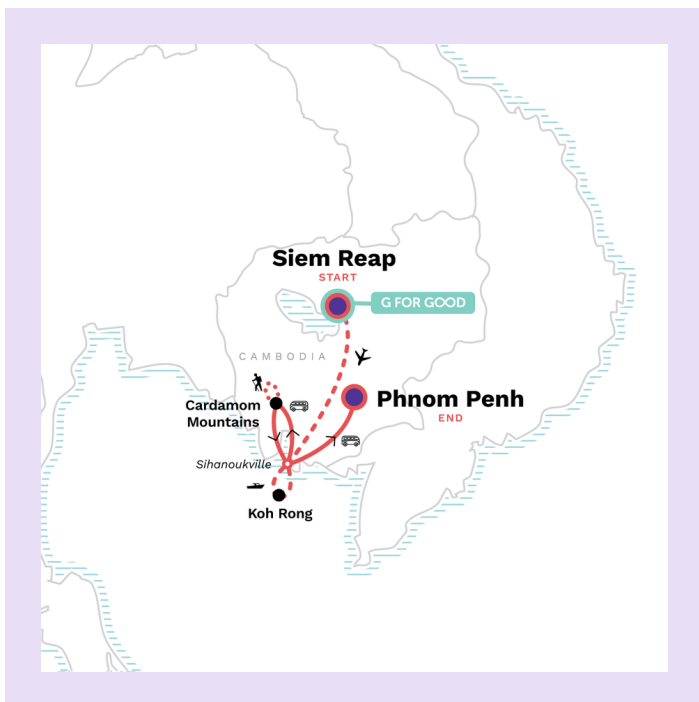 Siem Reap
START
G FOR GOOD
CAMBODIA
Phnom Penh
END
Cardamom
Mountains
Sihanoukville
Koh Rong